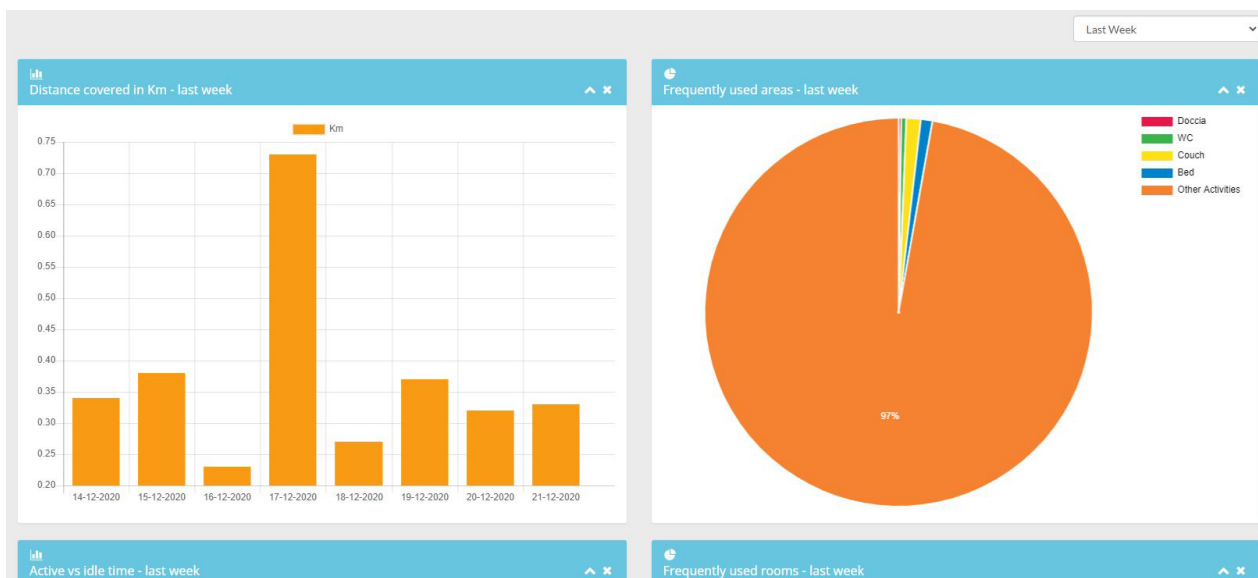 Last Week
Distance covered in Km - last week
Km
0.75
0.70
0.65
0.60
0.55
0.50
0.45
0.40
0.35
0.30
0.25
0.20
14-12-2020 15-12-2020 16-12-2020 17-12-2020 18-12-2020 19-12-2020 20-12-2020 21-12-2020
Frequently used areas - last week
Doccia
WC
Couch
Bed
Other Activities
97%
Active vs idle time - last week
Frequently used rooms - last week